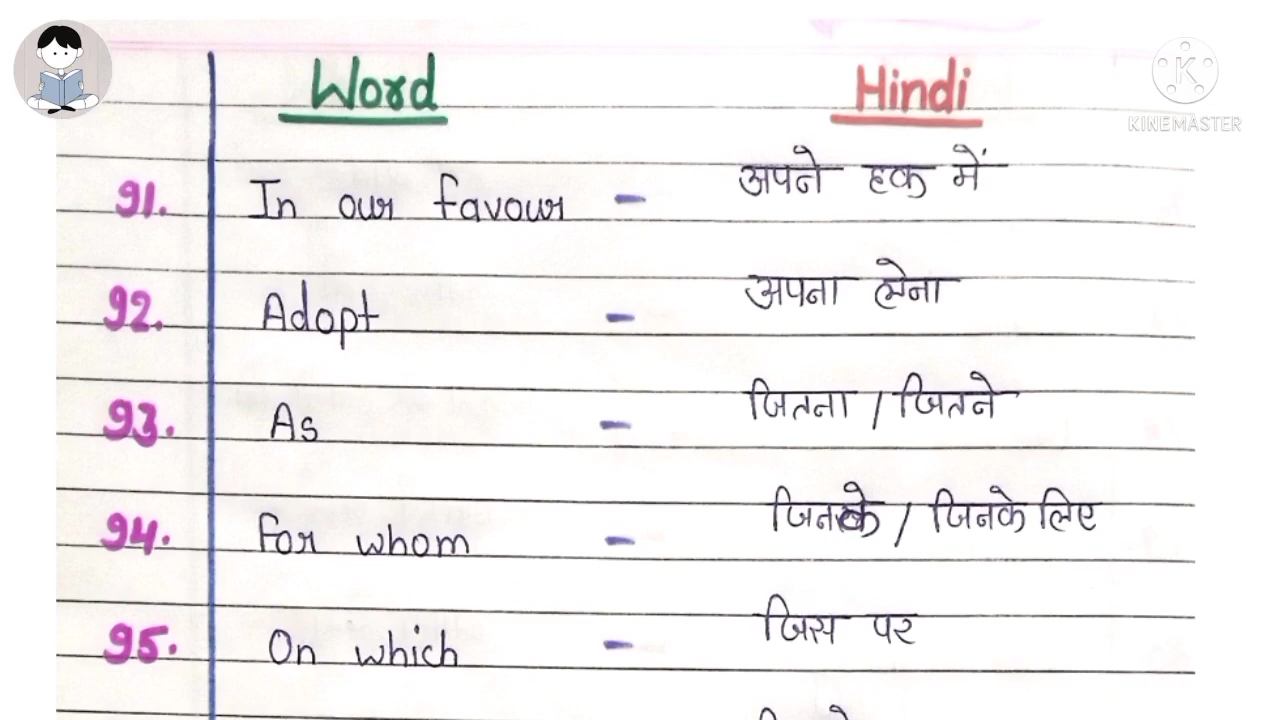 Word Hindi
KINEMASTER
91. In our favour - अपने हक में
92. Adopt - अपना लेना
93. As - जितना / जितने
94. For whom - जिनके / जिनके लिए
95. On which - जिस पर